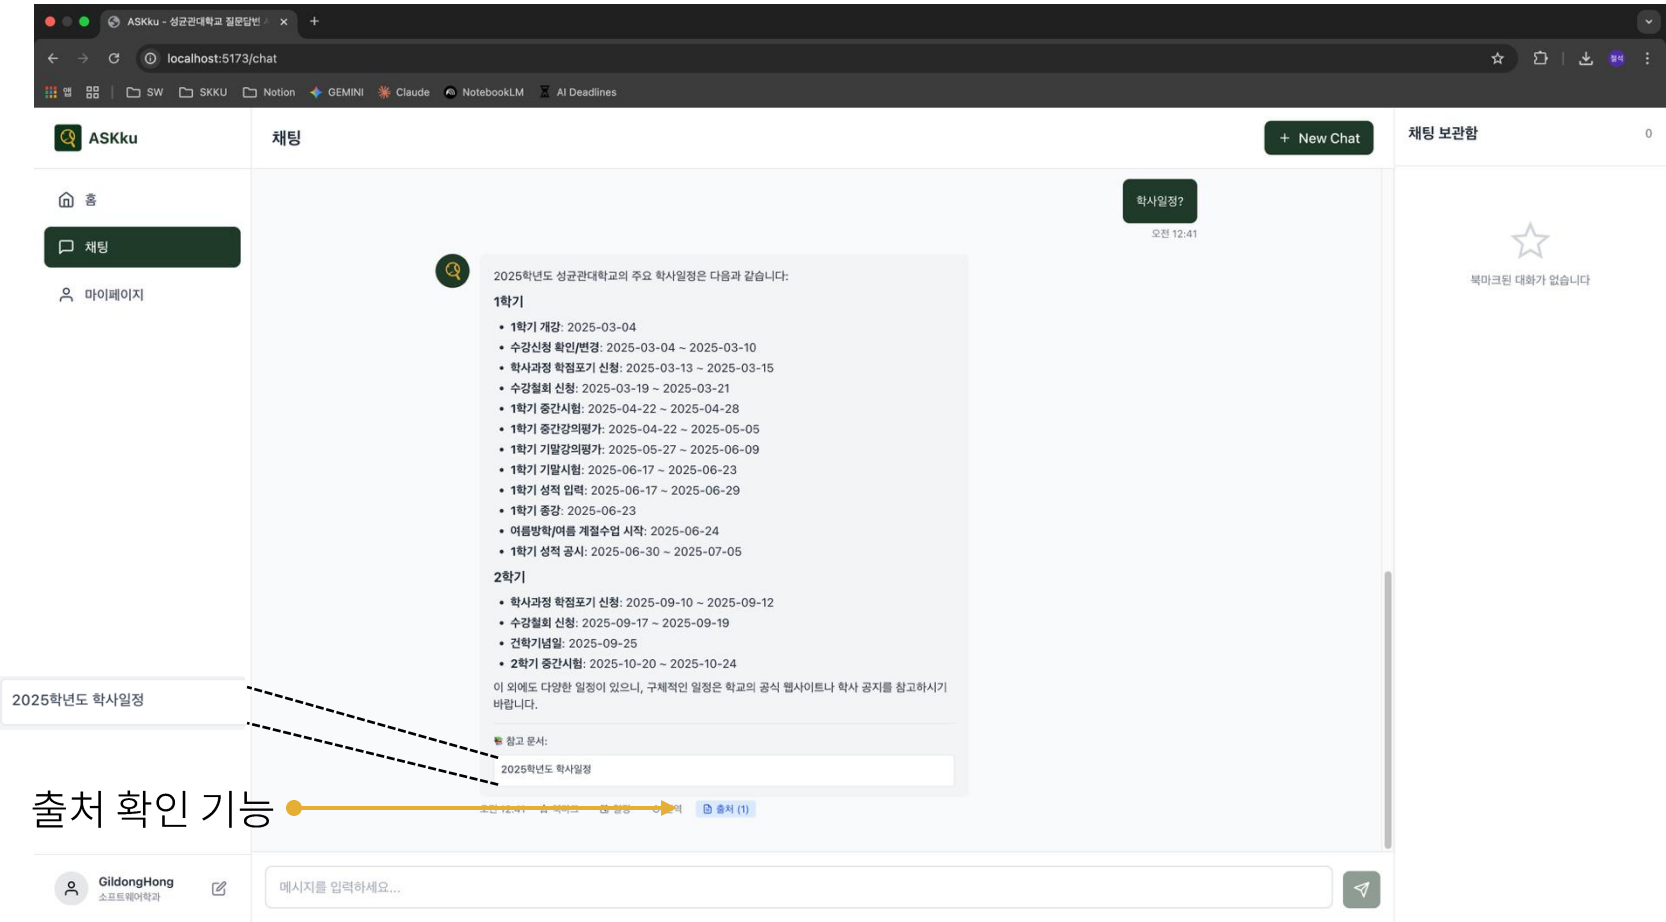 ASKku - 성균관대학교 질문답변
localhost:5173/chat
앱
SW
SKKU
Notion
GEMINI
Claude
NotebookLM
AI Deadlines
ASKku
채팅
+ New Chat
채팅 보관함
0
홈
채팅
마이페이지
학사일정?
오전 12:41
북마크된 대화가 없습니다
2025학년도 성균관대학교의 주요 학사일정은 다음과 같습니다:
1학기
• 1학기 개강: 2025-03-04
• 수강신청 확인/변경: 2025-03-04 ~ 2025-03-10
• 학사과정 학점포기 신청: 2025-03-13 ~ 2025-03-15
• 수강철회 신청: 2025-03-19 ~ 2025-03-21
• 1학기 중간시험: 2025-04-22 ~ 2025-04-28
• 1학기 중간강의평가: 2025-04-22 ~ 2025-05-05
• 1학기 기말강의평가: 2025-05-27 ~ 2025-06-09
• 1학기 기말시험: 2025-06-17 ~ 2025-06-23
• 1학기 성적 입력: 2025-06-17 ~ 2025-06-29
• 1학기 종강: 2025-06-23
• 여름방학/여름 계절수업 시작: 2025-06-24
• 1학기 성적 공시: 2025-06-30 ~ 2025-07-05
2학기
• 학사과정 학점포기 신청: 2025-09-10 ~ 2025-09-12
• 수강철회 신청: 2025-09-17 ~ 2025-09-19
• 건학기념일: 2025-09-25
• 2학기 중간시험: 2025-10-20 ~ 2025-10-24
이 외에도 다양한 일정이 있으니, 구체적인 일정은 학교의 공식 웹사이트나 학사 공지를 참고하시기
바랍니다.
참고 문서:
2025학년도 학사일정
2025학년도 학사일정
출처 확인 기능
출처 (1)
GildongHong
소프트웨어학과
메시지를 입력하세요...